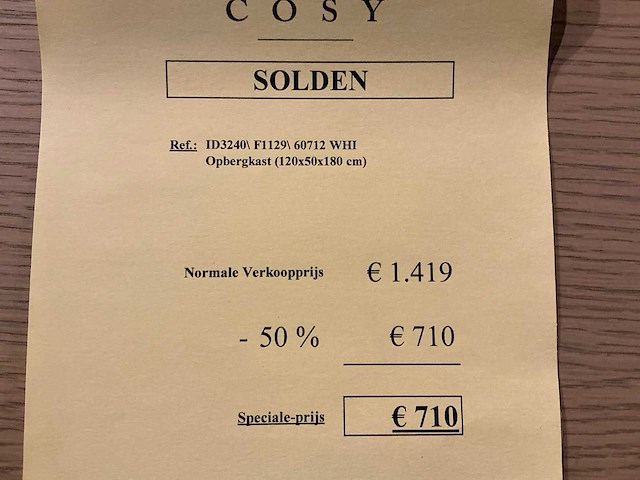 COSY
SOLDEN
Ref.: ID3240\ F1129\ 60712 WHI
Opbergkast (120x50x180 cm)
Normale Verkoopprijs € 1.419
- 50 % € 710
Speciale-prijs € 710